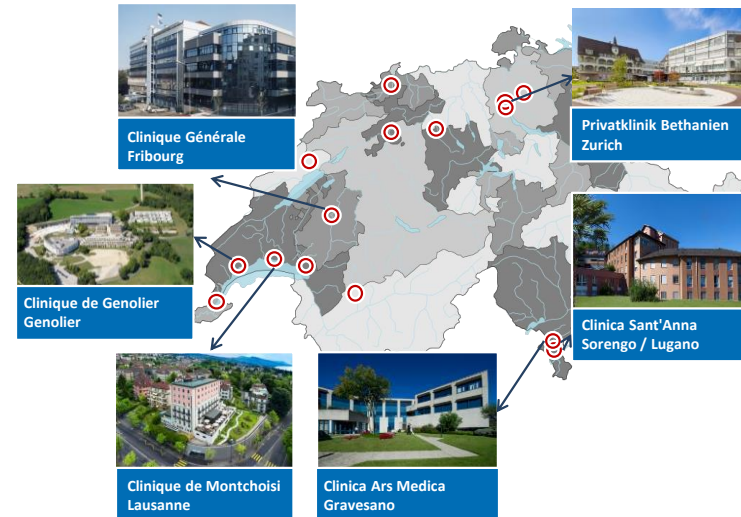 Clinique Générale
Fribourg
Privatklinik Bethanien
Zurich
Clinique de Genolier
Genolier
Clinica Sant'Anna
Sorengo / Lugano
Clinique de Montchoisi
Lausanne
Clinica Ars Medica
Gravesano